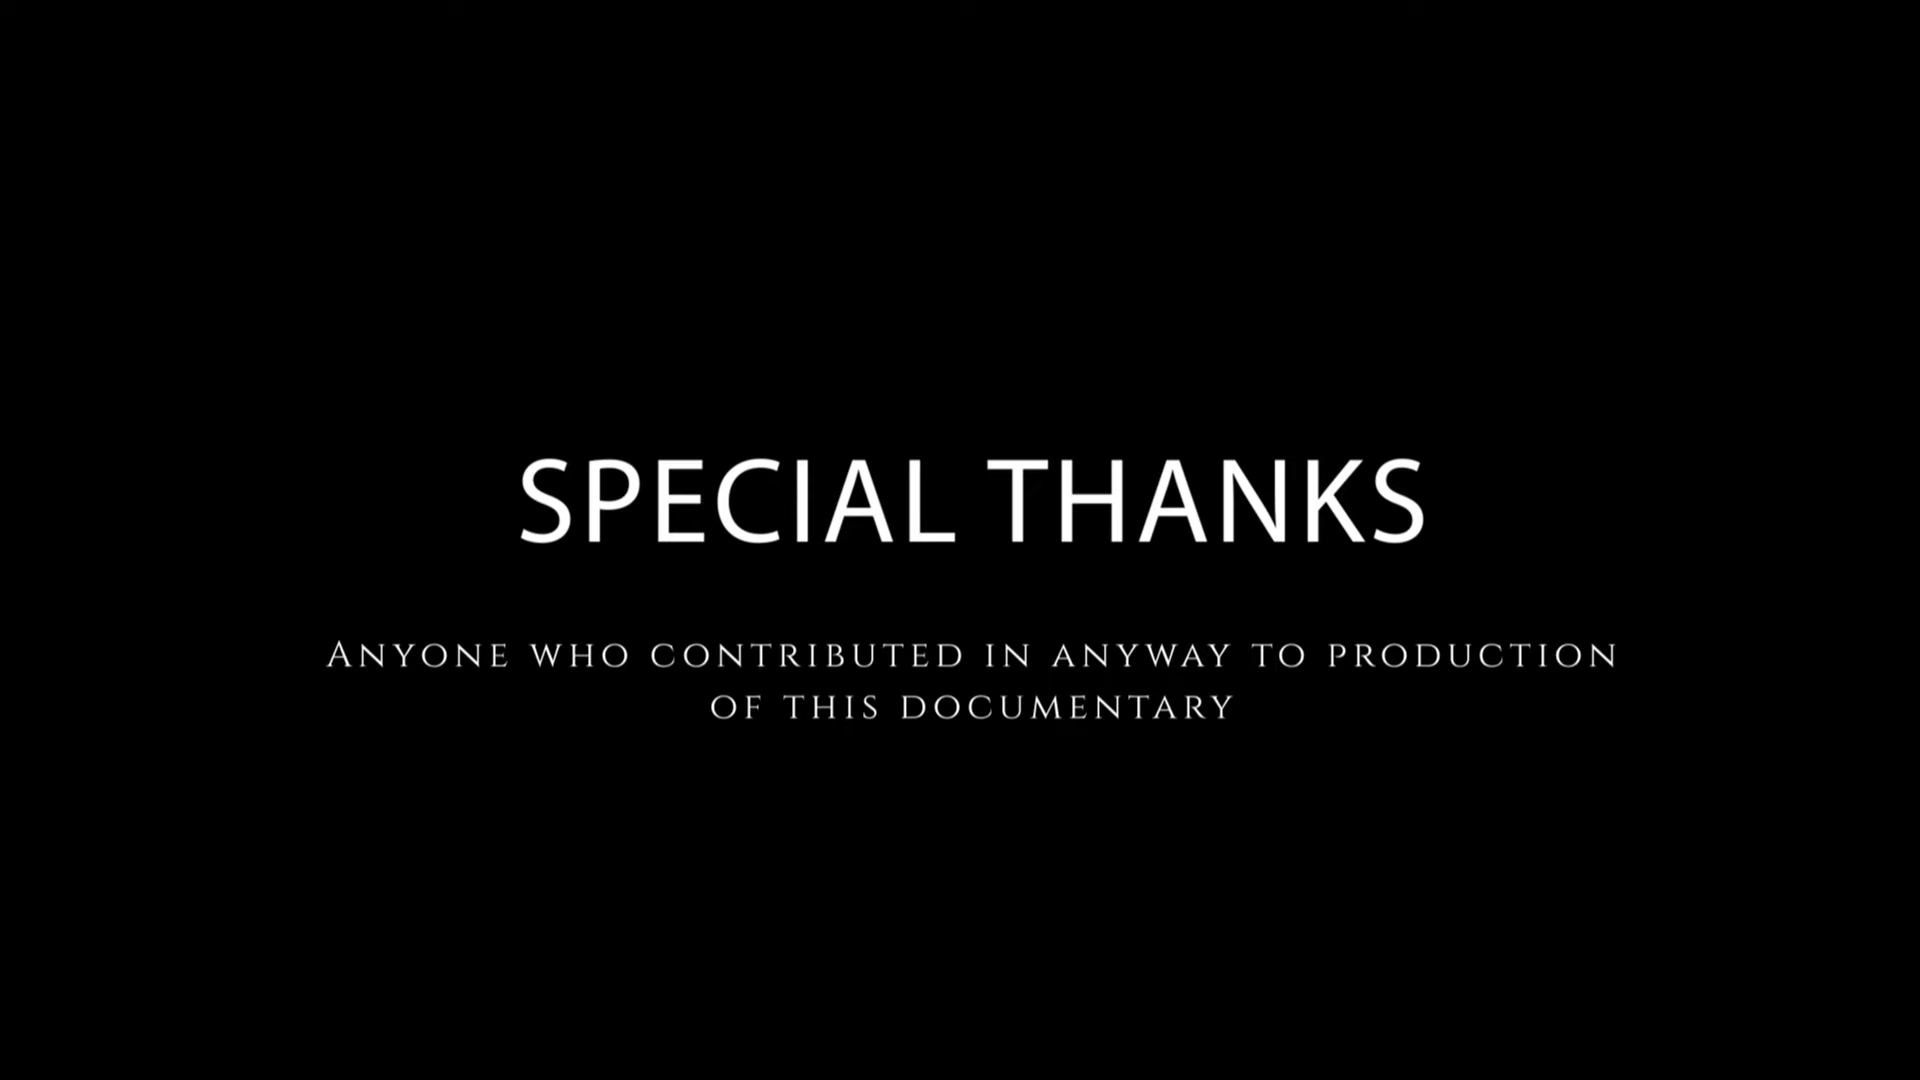 SPECIAL THANKS
Anyone who contributed in anyway to production
of this documentary